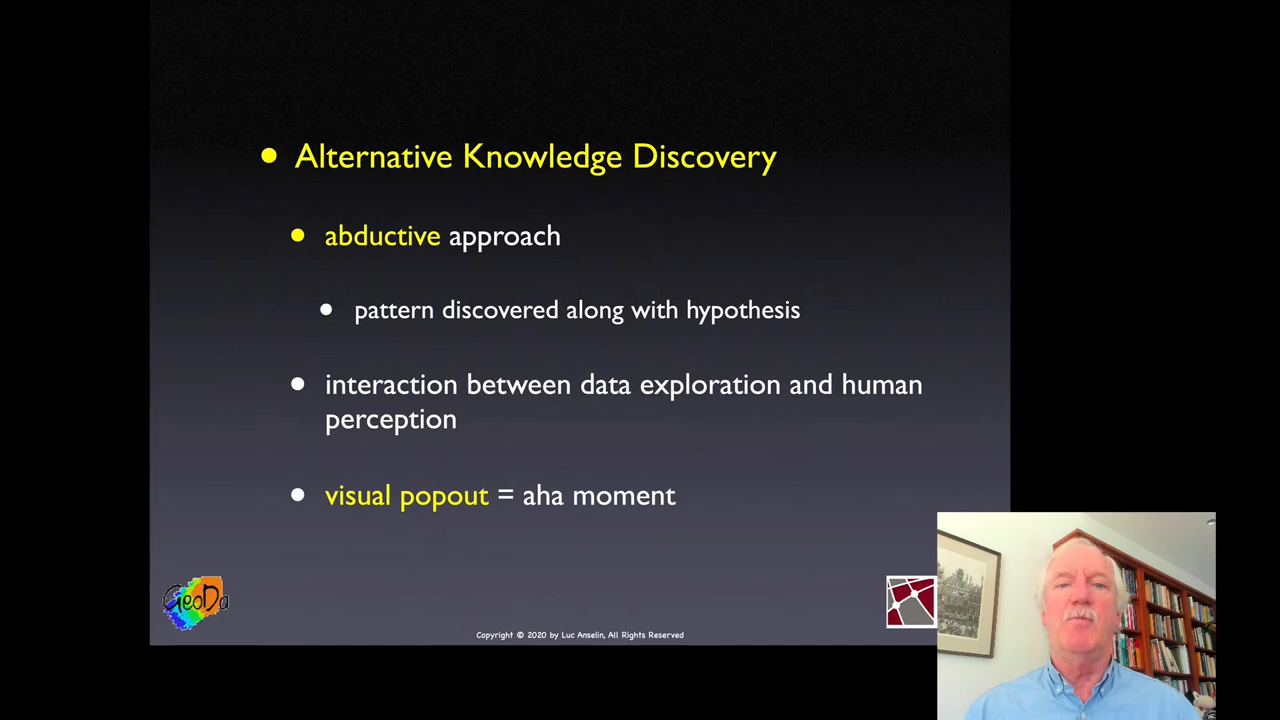 Alternative Knowledge Discovery
abductive approach
pattern discovered along with hypothesis
interaction between data exploration and human
perception
visual popout = aha moment
GeoDa
Copyright © 2020 by Luc Anselin, All Rights Reserved